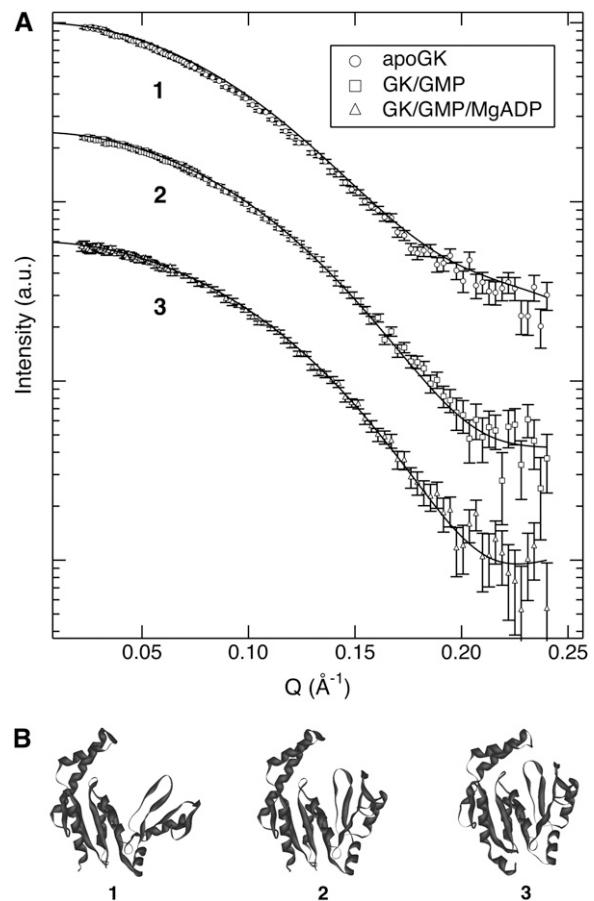 A
apoGK
GK/GMP
GK/GMP/MgADP
1
2
3
Intensity (a.u.)
0.05 0.10 0.15 0.20 0.25
Q (Å⁻¹)
B
1 2 3